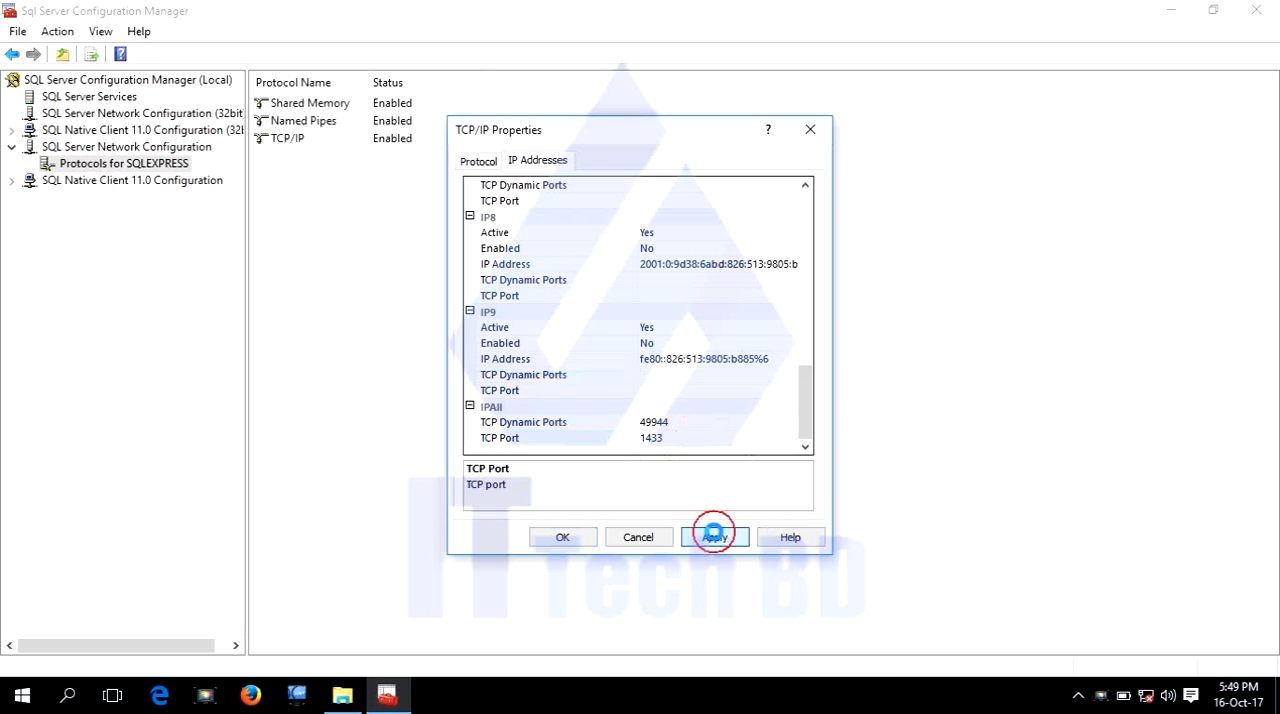 Sql Server Configuration Manager
File Action View Help
SQL Server Configuration Manager (Local)
SQL Server Services
SQL Server Network Configuration (32bit
SQL Native Client 11.0 Configuration (32b
SQL Server Network Configuration
Protocols for SQLEXPRESS
SQL Native Client 11.0 Configuration
Protocol Name Status
Shared Memory Enabled
Named Pipes Enabled
TCP/IP Enabled
TCP/IP Properties
Protocol IP Addresses
TCP Dynamic Ports
TCP Port
IP8
Active Yes
Enabled No
IP Address 2001:0:9d38:6abd:826:513:9805:b
TCP Dynamic Ports
TCP Port
IP9
Active Yes
Enabled No
IP Address fe80::826:513:9805:b885%6
TCP Dynamic Ports
TCP Port
IPAll
TCP Dynamic Ports 49944
TCP Port 1433
TCP Port
TCP port
OK Cancel Apply Help
IT Tech BD
5:49 PM
16-Oct-17